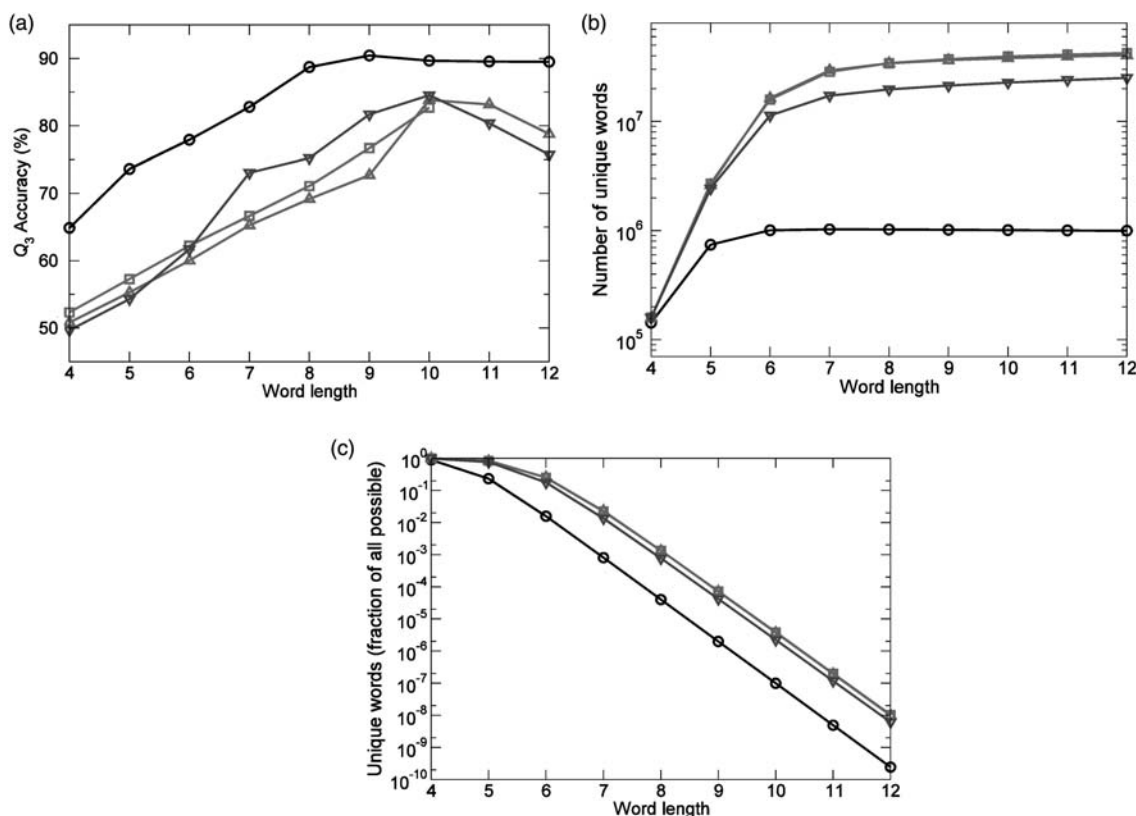 (a)
Q3 Accuracy (%)
90
80
70
60
50
4 5 6 7 8 9 10 11 12
Word length
(b)
Number of unique words
10^7
10^6
10^5
4 5 6 7 8 9 10 11 12
Word length
(c)
Unique words (fraction of all possible)
10^0
10^-1
10^-2
10^-3
10^-4
10^-5
10^-6
10^-7
10^-8
10^-9
10^-10
4 5 6 7 8 9 10 11 12
Word length